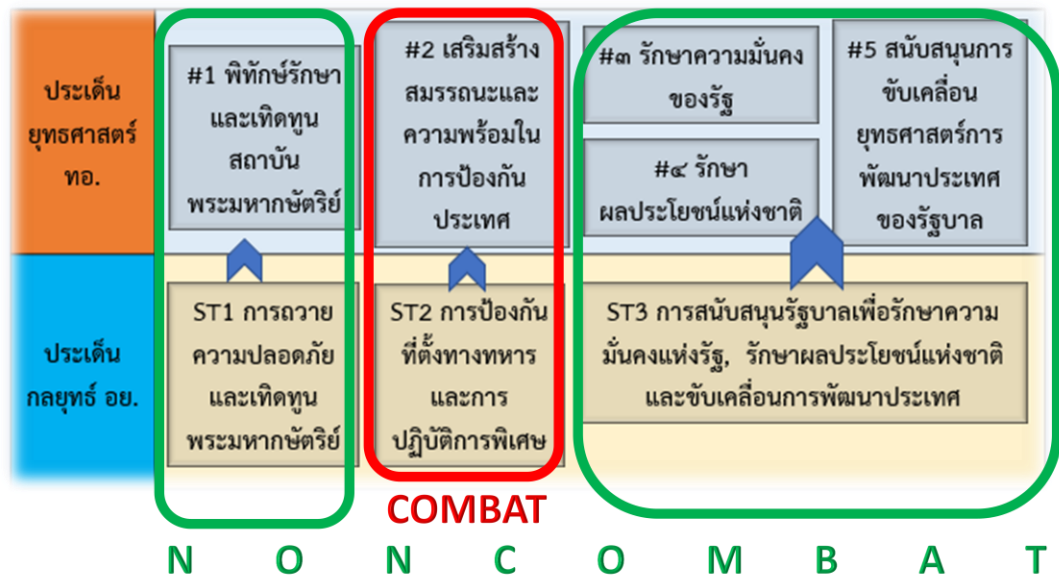 ประเด็น
ยุทธศาสตร์
ทอ.
#1 พิทักษ์รักษา
และเทิดทูน
สถาบัน
พระมหากษัตริย์
#2 เสริมสร้าง
สมรรถนะและ
ความพร้อมใน
การป้องกัน
ประเทศ
#๓ รักษาความมั่นคง
ของรัฐ
#๔ รักษา
ผลประโยชน์แห่งชาติ
#5 สนับสนุนการ
ขับเคลื่อน
ยุทธศาสตร์การ
พัฒนาประเทศ
ของรัฐบาล
ประเด็น
กลยุทธ์ อย.
ST1 การถวาย
ความปลอดภัย
และเทิดทูน
พระมหากษัตริย์
ST2 การป้องกัน
ที่ตั้งทางทหาร
และการ
ปฏิบัติการพิเศษ
ST3 การสนับสนุนรัฐบาลเพื่อรักษาความ
มั่นคงแห่งรัฐ, รักษาผลประโยชน์แห่งชาติ
และขับเคลื่อนการพัฒนาประเทศ
COMBAT
N O N C O M B A T